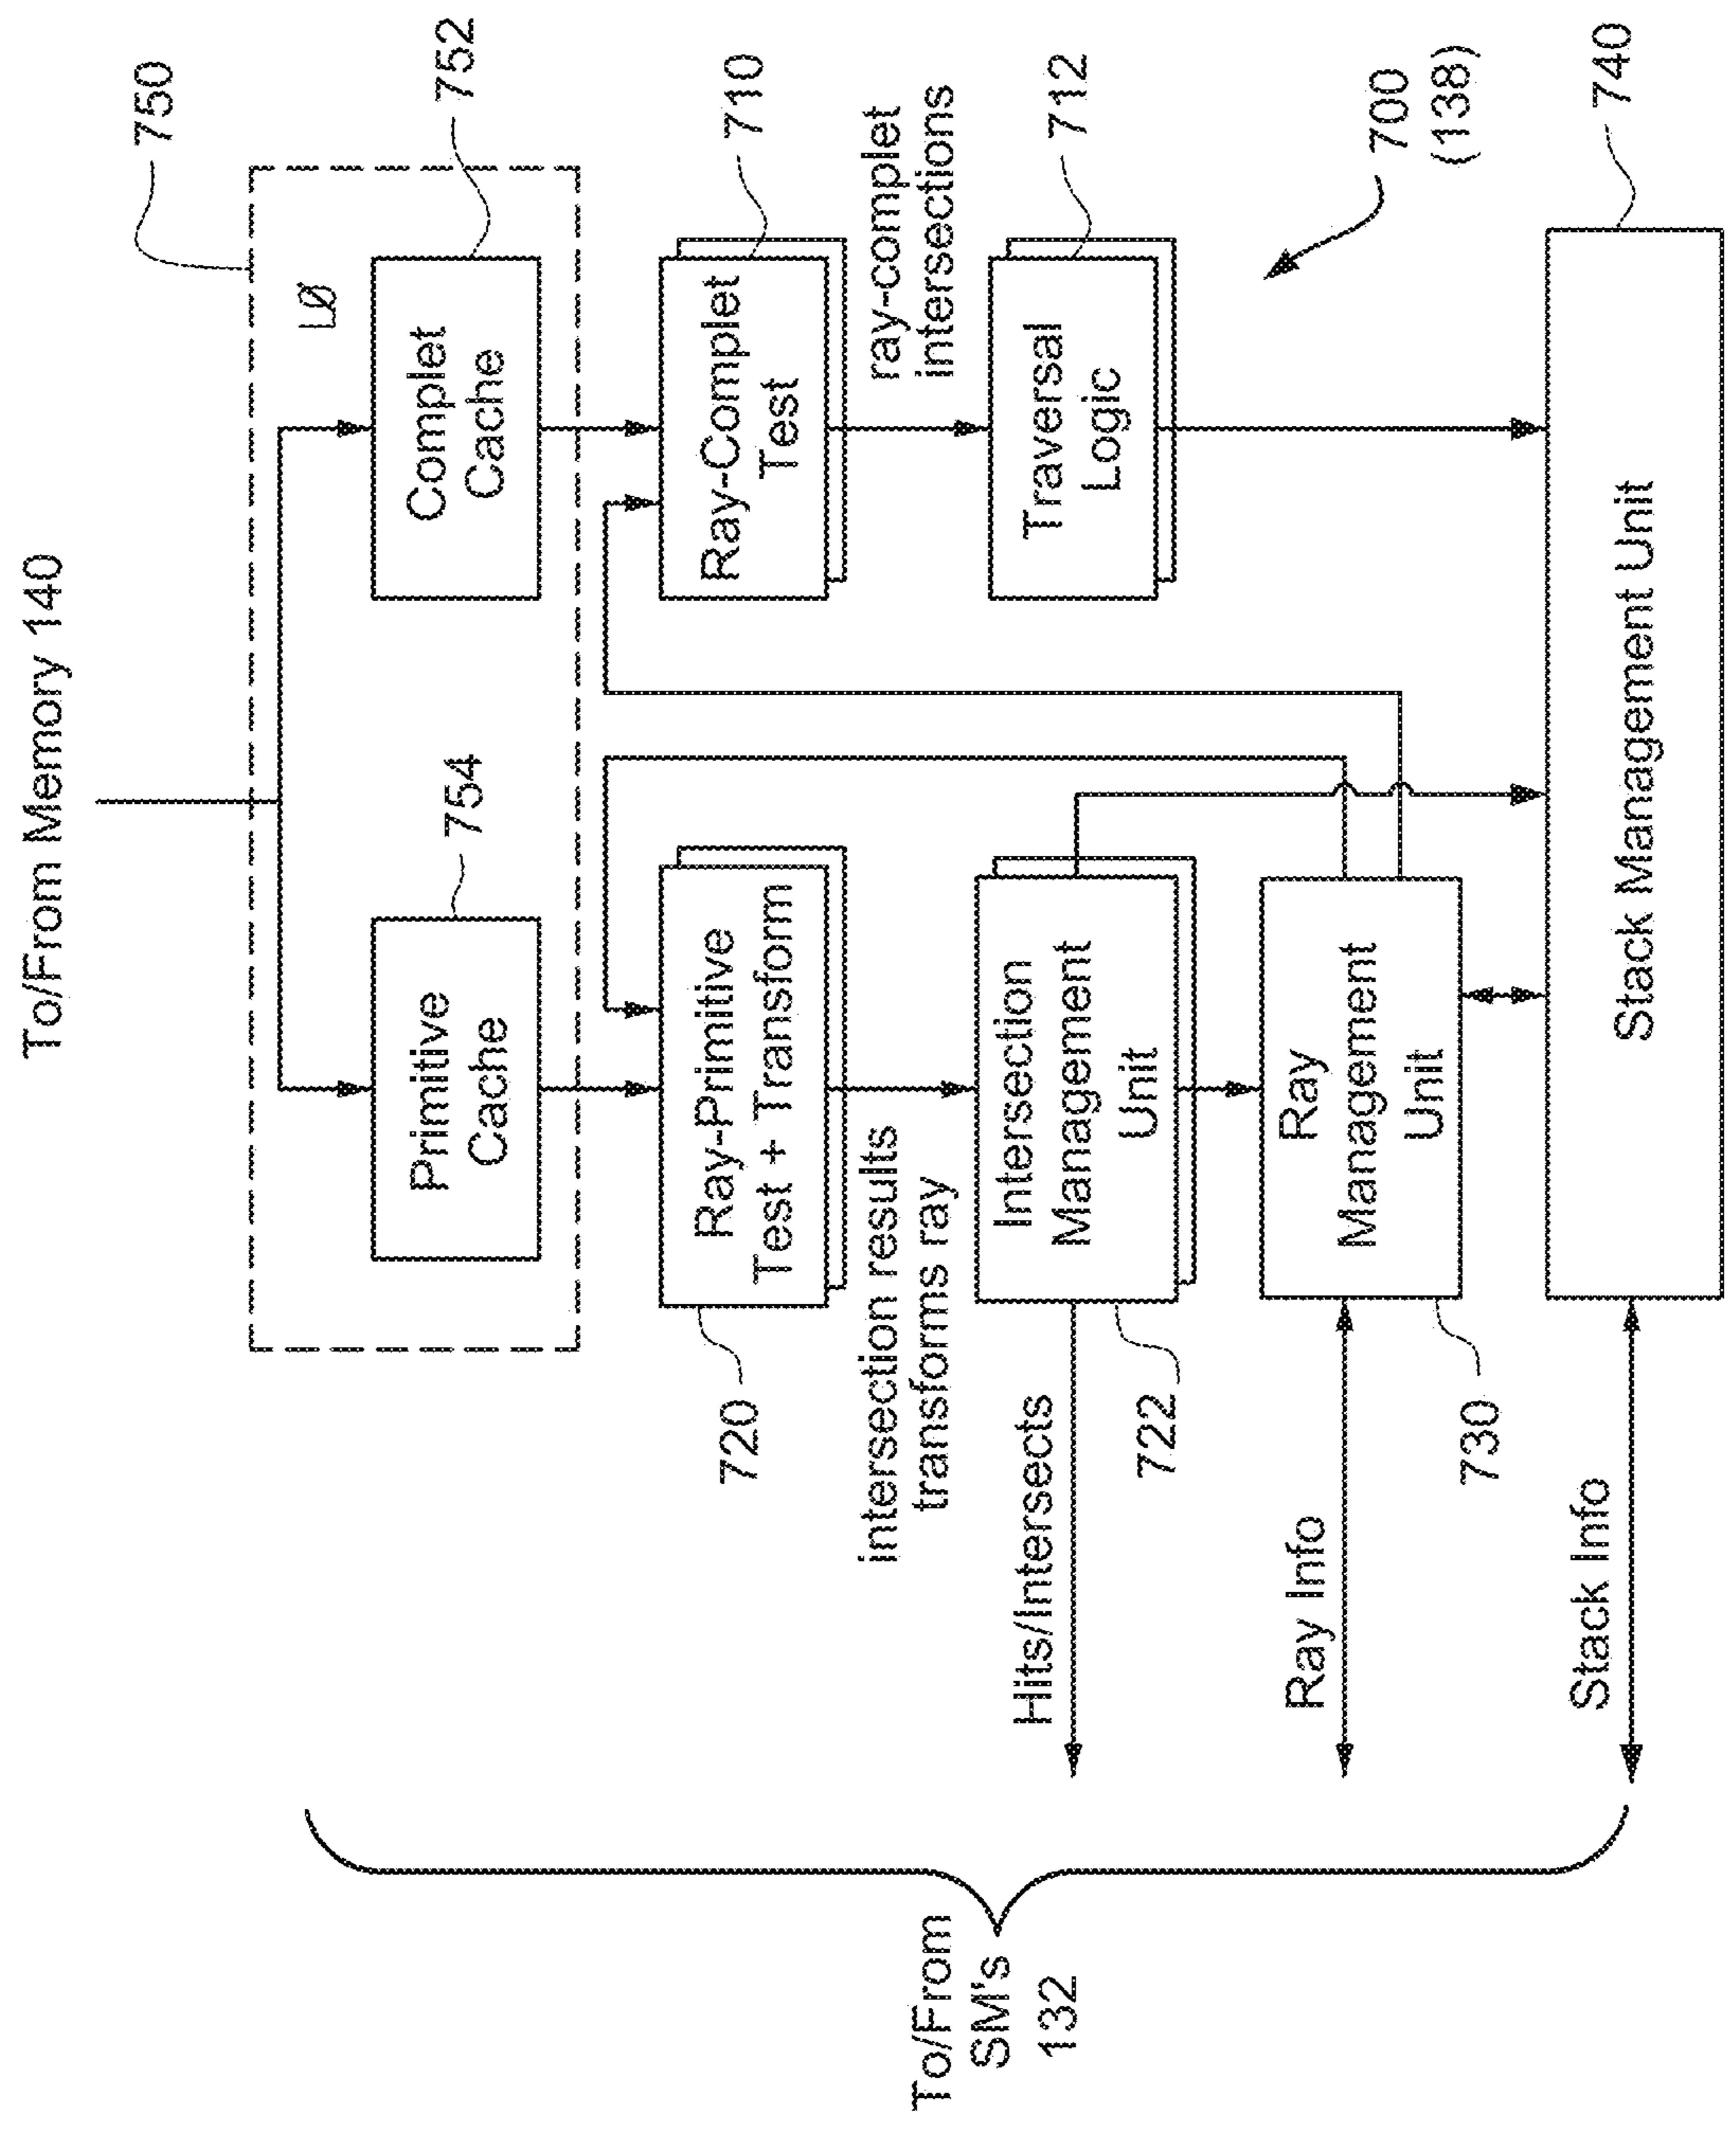 To/From Memory 140
750
LØ
Primitive
Cache
754
Complet
Cache
752
Ray-Primitive
Test + Transform
720
Ray-Complet
Test
710
intersection results
transforms ray
ray-complet
intersections
Intersection
Management
Unit
722
Traversal
Logic
712
Hits/Intersects
Ray
Management
Unit
730
Ray Info
700
(138)
Stack Management Unit
740
Stack Info
To/From
SM's
132